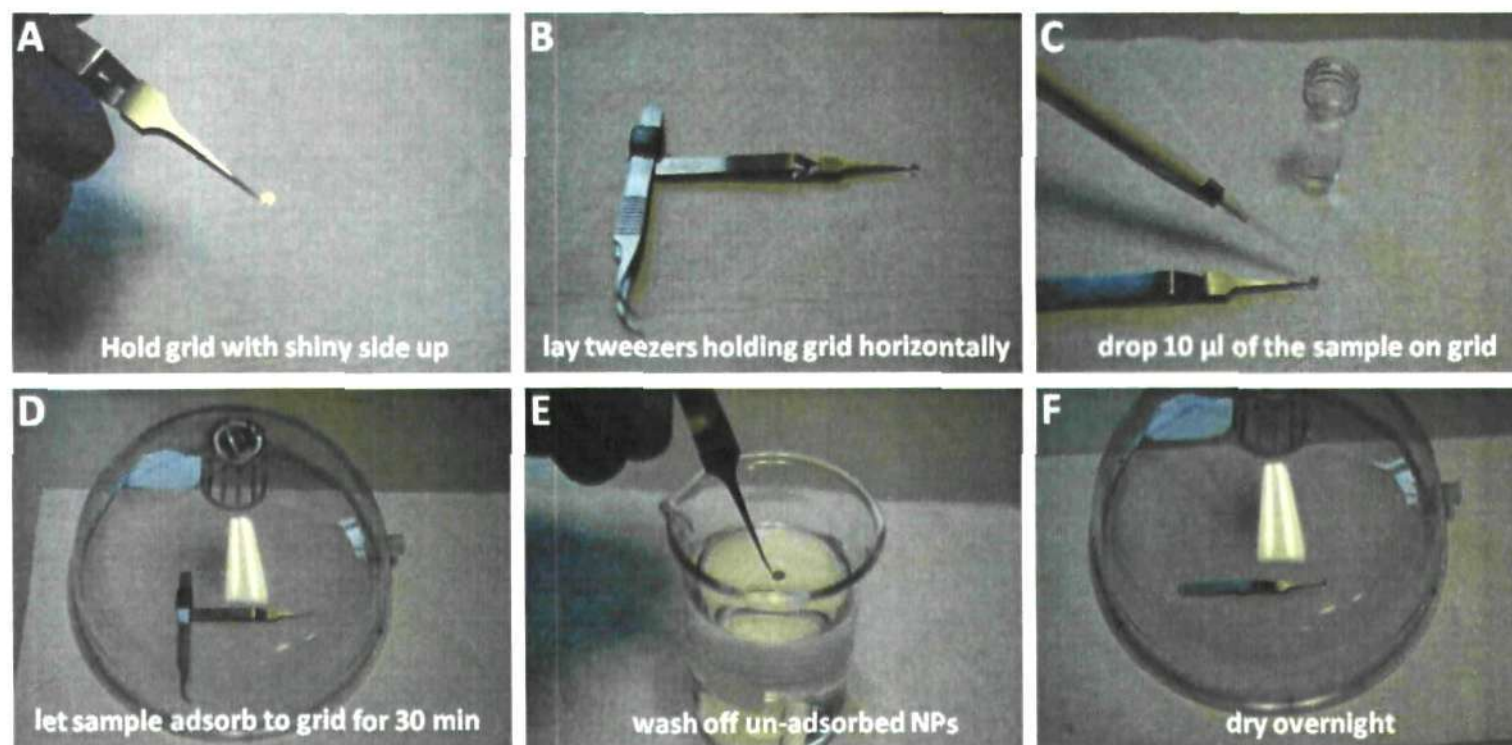 A
Hold grid with shiny side up
B
lay tweezers holding grid horizontally
C
drop 10 µl of the sample on grid
D
let sample adsorb to grid for 30 min
E
wash off un-adsorbed NPs
F
dry overnight